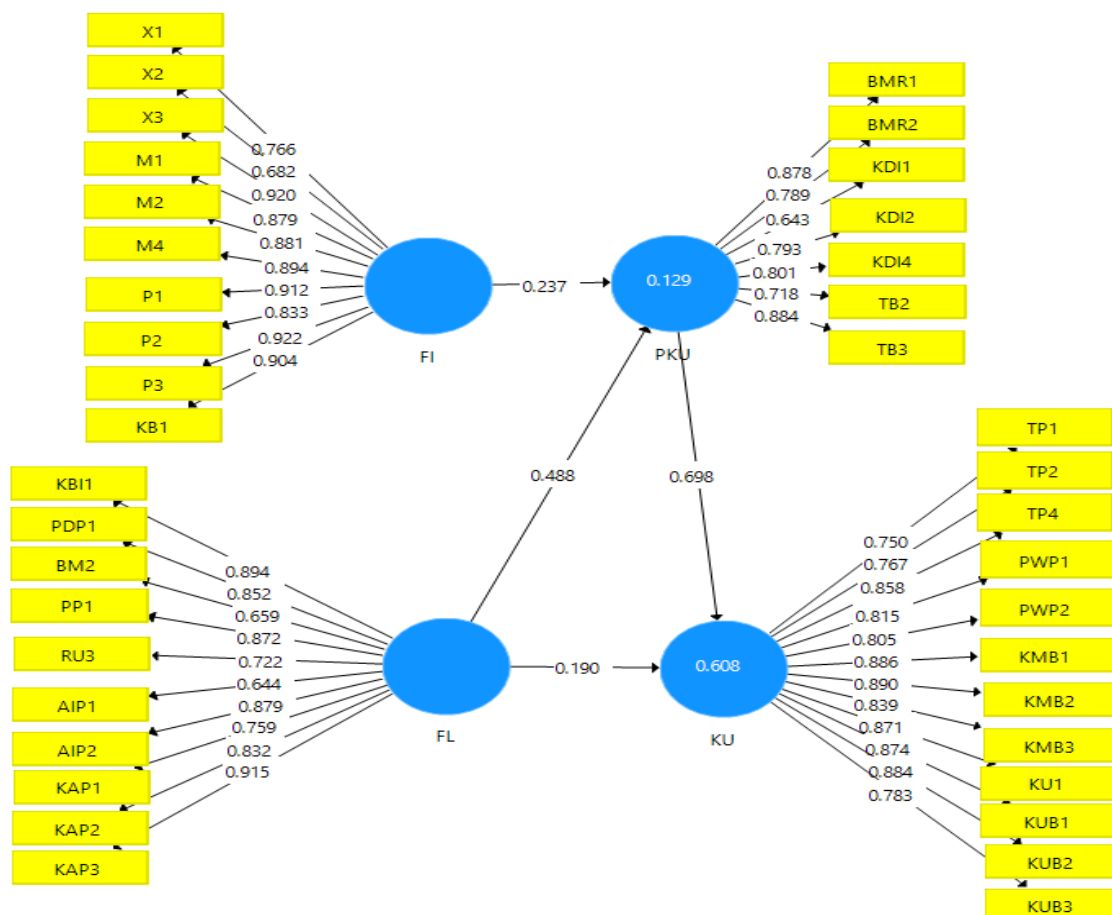 X1
X2
X3
M1
M2
M4
P1
P2
P3
KB1
0.766
0.682
0.920
0.879
0.881
0.894
0.912
0.833
0.922
0.904
FI
0.237
0.129
PKU
0.878
0.789
0.643
0.793
0.801
0.718
0.884
BMR1
BMR2
KDI1
KDI2
KDI4
TB2
TB3
0.488
0.698
KBI1
PDP1
BM2
PP1
RU3
AIP1
AIP2
KAP1
KAP2
KAP3
0.894
0.852
0.659
0.872
0.722
0.644
0.879
0.759
0.832
0.915
FL
0.190
0.608
KU
0.750
0.767
0.858
0.815
0.805
0.886
0.890
0.839
0.871
0.874
0.884
0.783
TP1
TP2
TP4
PWP1
PWP2
KMB1
KMB2
KMB3
KU1
KUB1
KUB2
KUB3